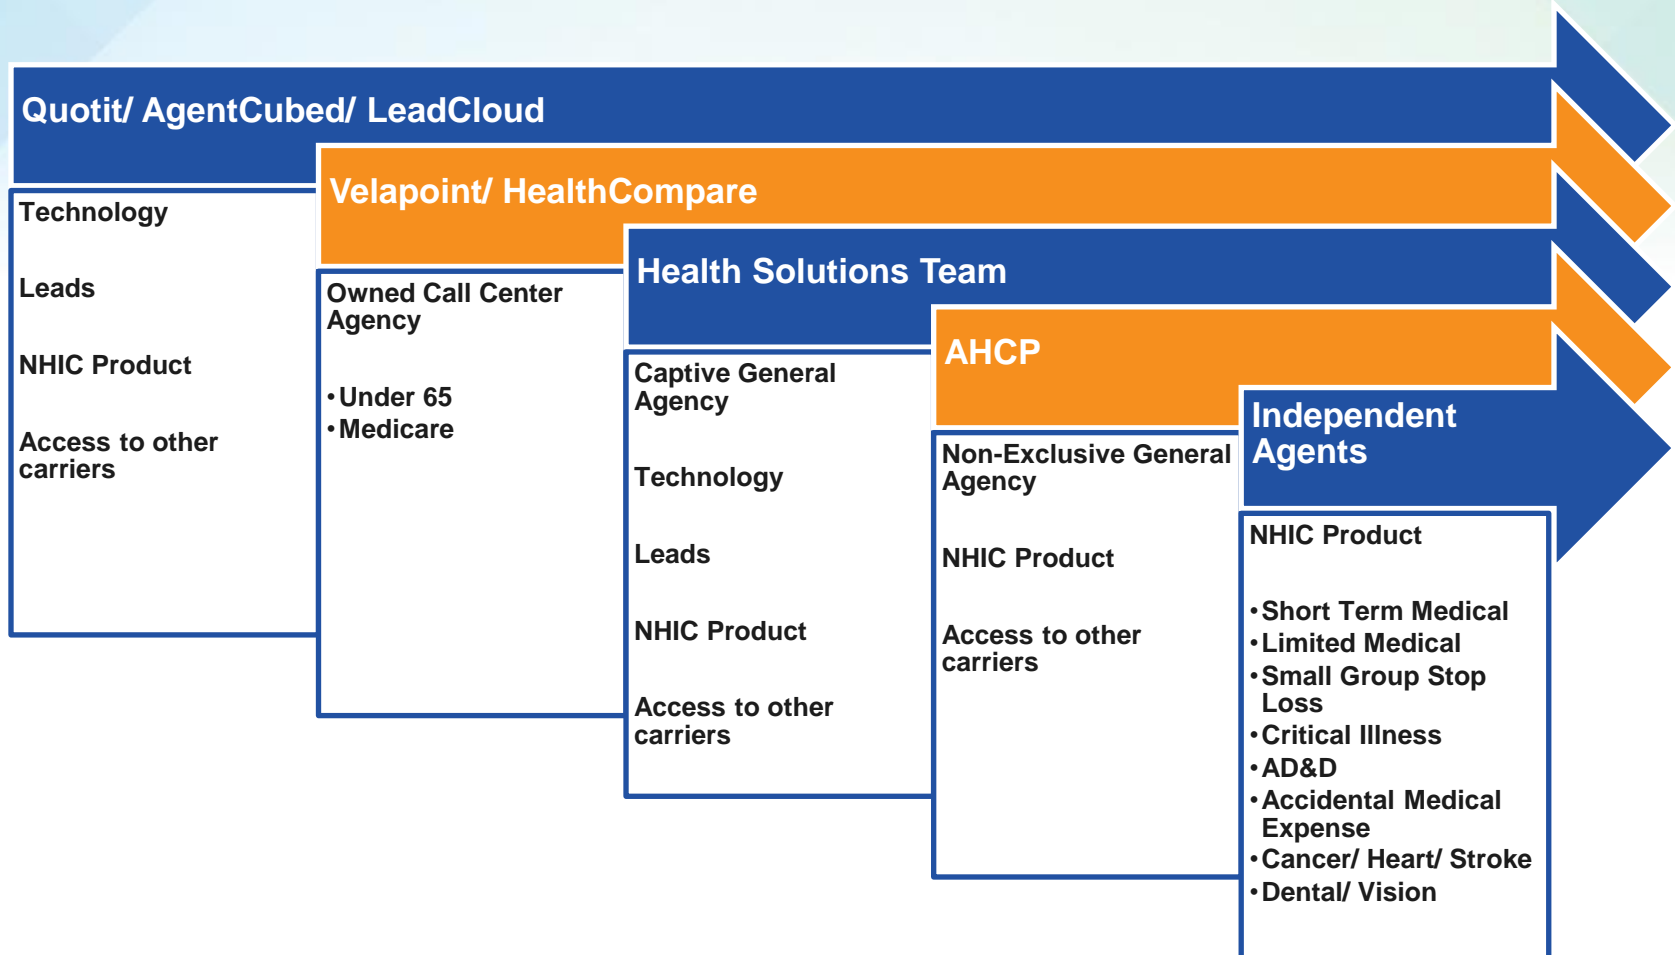 Quotit/ AgentCubed/ LeadCloud
Technology
Leads
NHIC Product
Access to other
carriers
Velapoint/ HealthCompare
Owned Call Center
Agency
•Under 65
•Medicare
Health Solutions Team
Captive General
Agency
Technology
Leads
NHIC Product
Access to other
carriers
AHCP
Non-Exclusive General
Agency
NHIC Product
Access to other
carriers
Independent
Agents
NHIC Product
•Short Term Medical
•Limited Medical
•Small Group Stop
Loss
•Critical Illness
•AD&D
•Accidental Medical
Expense
•Cancer/ Heart/ Stroke
•Dental/ Vision